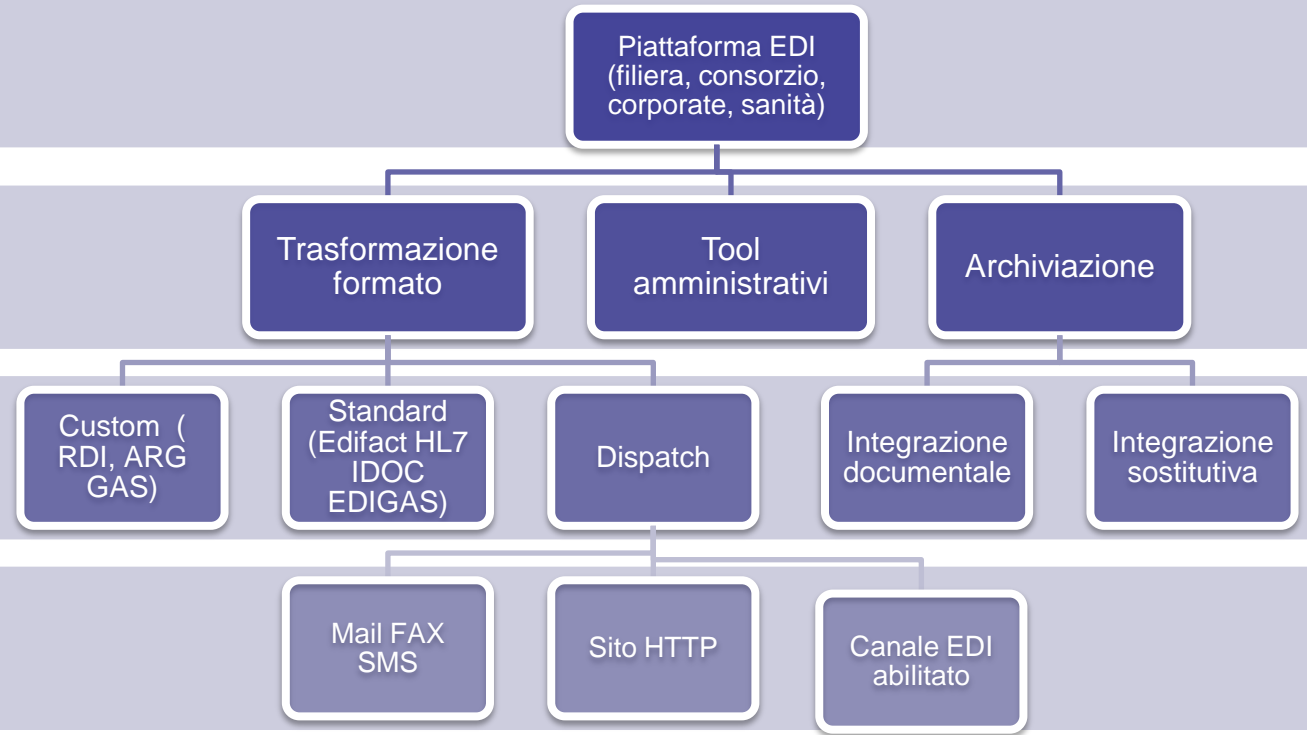 Piattaforma EDI
(filiera, consorzio,
corporate, sanità)
Trasformazione
formato
Tool
amministrativi
Archiviazione
Custom (
RDI, ARG
GAS)
Standard
(Edifact HL7
IDOC
EDIGAS)
Dispatch
Integrazione
documentale
Integrazione
sostitutiva
Mail FAX
SMS
Sito HTTP
Canale EDI
abilitato